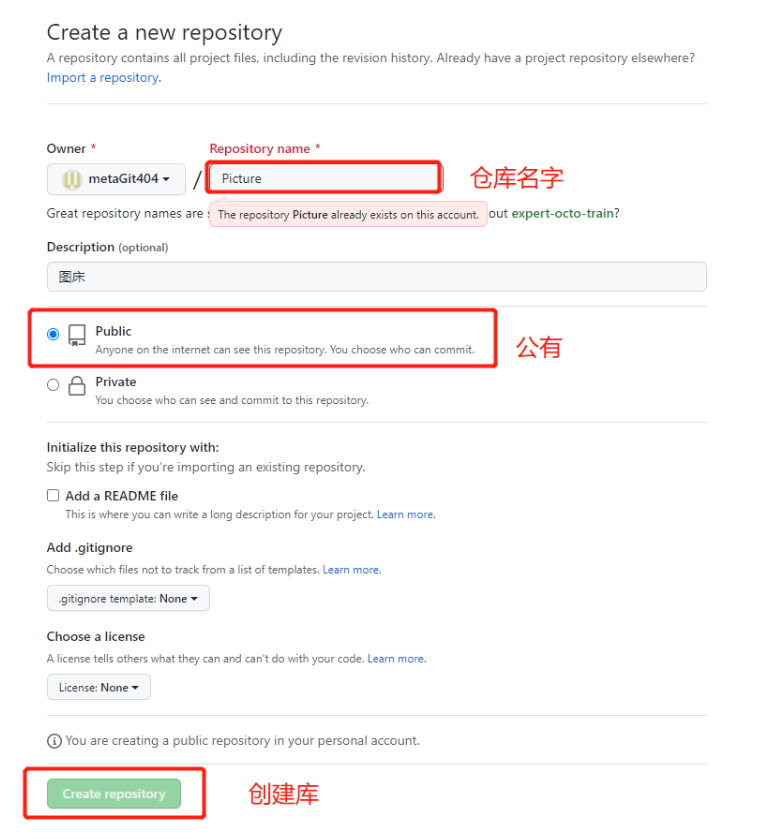 Create a new repository
A repository contains all project files, including the revision history. Already have a project repository elsewhere?
Import a repository.
Owner *
Repository name *
metaGit404
/
Picture
仓库名字
Great repository names are
The repository Picture already exists on this account.
out expert-octo-train?
Description (optional)
图床
Public
Anyone on the internet can see this repository. You choose who can commit.
公有
Private
You choose who can see and commit to this repository.
Initialize this repository with:
Skip this step if you're importing an existing repository.
Add a README file
This is where you can write a long description for your project. Learn more.
Add .gitignore
Choose which files not to track from a list of templates. Learn more.
.gitignore template: None
Choose a license
A license tells others what they can and can't do with your code. Learn more.
License: None
You are creating a public repository in your personal account.
Create repository
创建库